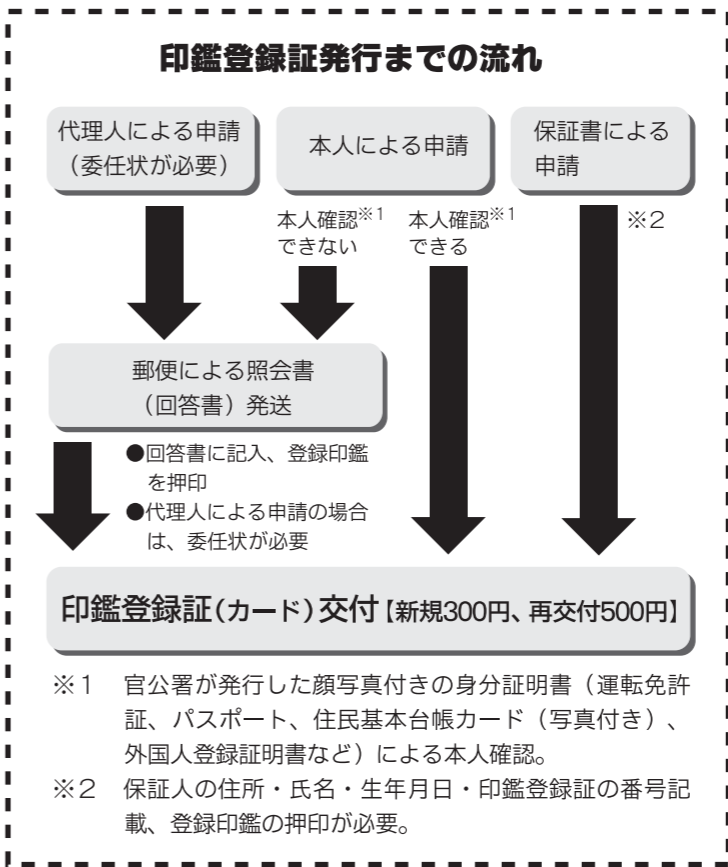 印鑑登録証発行までの流れ
代理人による申請
（委任状が必要）
本人による申請
保証書による
申請
本人確認※1
できない
本人確認※1
できる
※2
郵便による照会書
（回答書）発送
●回答書に記入、登録印鑑
を押印
●代理人による申請の場合
は、委任状が必要
印鑑登録証（カード）交付【新規300円、再交付500円】
※1 官公署が発行した顔写真付きの身分証明書（運転免許
証、パスポート、住民基本台帳カード（写真付き）、
外国人登録証明書など）による本人確認。
※2 保証人の住所・氏名・生年月日・印鑑登録証の番号記
載、登録印鑑の押印が必要。